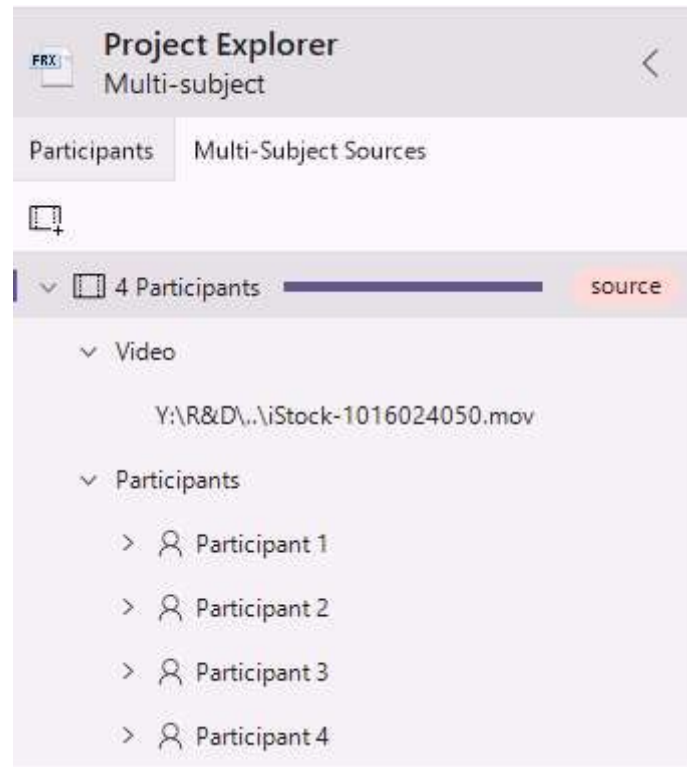 FRX
Project Explorer
Multi-subject
Participants Multi-Subject Sources
4 Participants source
Video
Y:\R&D\..\iStock-1016024050.mov
Participants
Participant 1
Participant 2
Participant 3
Participant 4